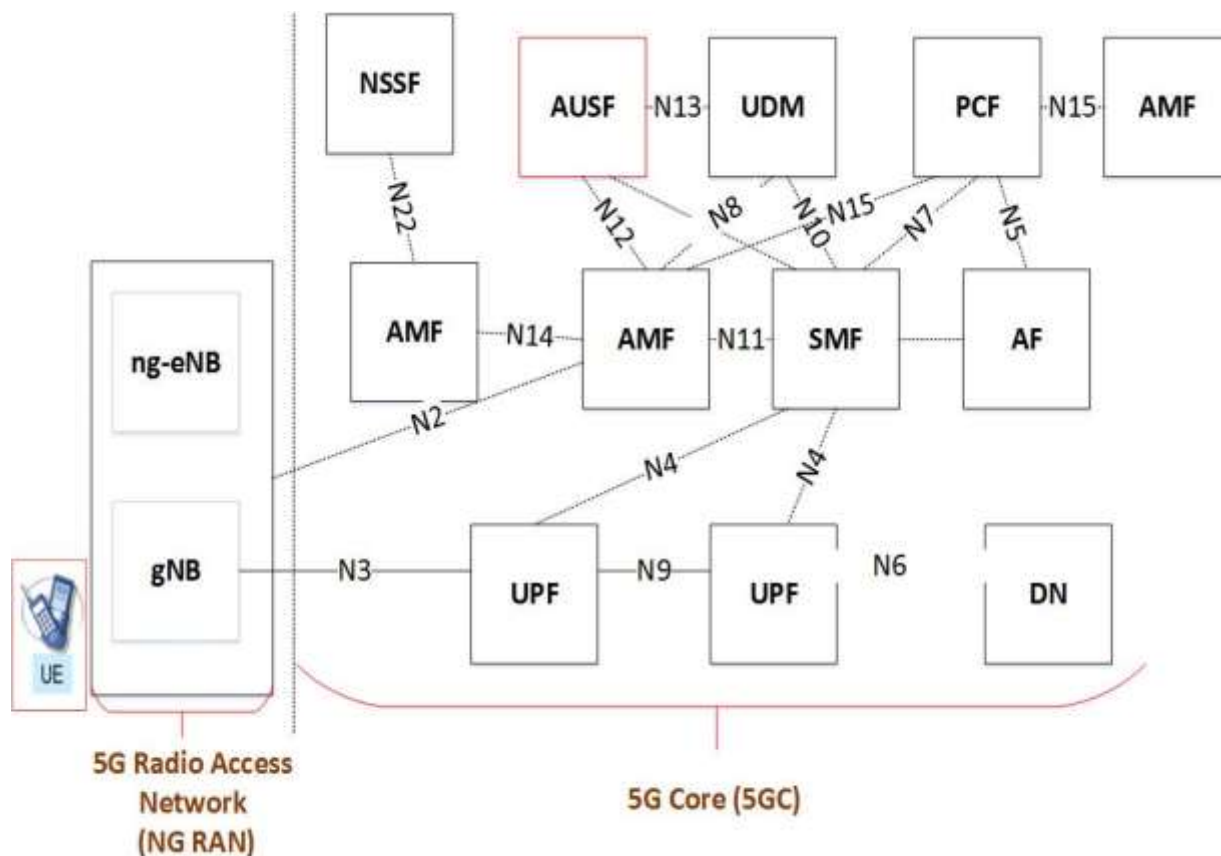 NSSF
AUSF
N13
UDM
PCF
N15
AMF
N22
N12
N8
N10
N15
N7
N5
ng-eNB
AMF
N14
AMF
N11
SMF
AF
N2
N4
N4
gNB
N3
UPF
N9
UPF
N6
DN
UE
5G Radio Access
Network
(NG RAN)
5G Core (5GC)